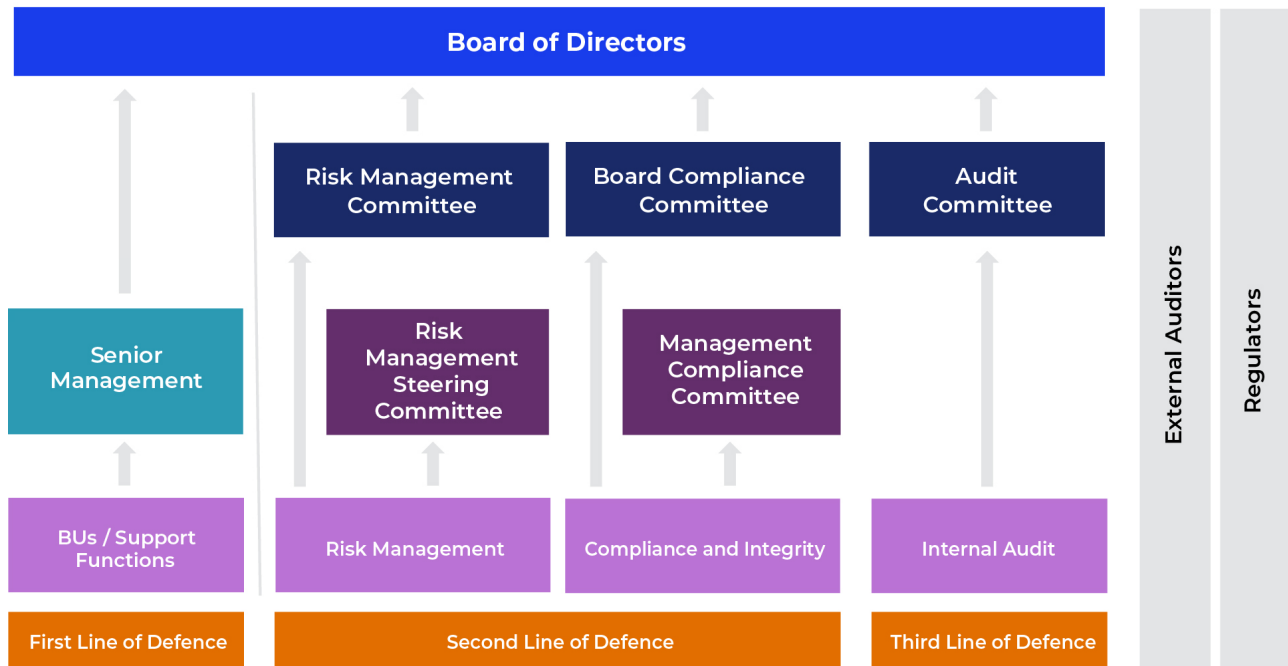 Board of Directors
Risk Management
Committee
Board Compliance
Committee
Audit
Committee
Senior
Management
Risk
Management
Steering
Committee
Management
Compliance
Committee
BUs / Support
Functions
Risk Management
Compliance and Integrity
Internal Audit
First Line of Defence
Second Line of Defence
Third Line of Defence
External Auditors
Regulators